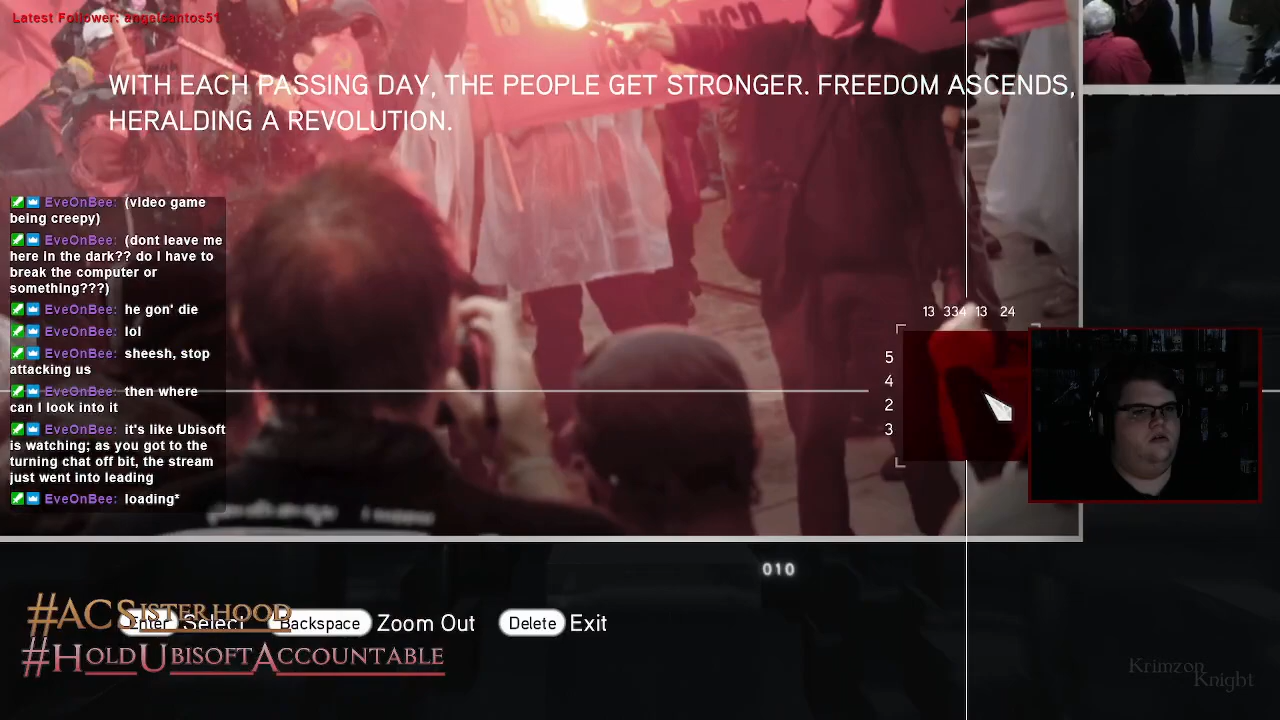 Latest Follower: angelsantos51
WITH EACH PASSING DAY, THE PEOPLE GET STRONGER. FREEDOM ASCENDS,
HERALDING A REVOLUTION.
EveOnBee: (video game
being creepy)
EveOnBee: (dont leave me
here in the dark?? do I have to
break the computer or
something???)
EveOnBee: he gon' die
EveOnBee: lol
EveOnBee: sheesh, stop
attacking us
EveOnBee: then where
can I look into it
EveOnBee: it's like Ubisoft
is watching; as you got to the
turning chat off bit, the stream
just went into leading
EveOnBee: loading*
13 334 13 24
5
4
2
3
010
#ACSISTERHOOD
Enter Select Backspace Zoom Out Delete Exit
#HOLDUBISOFTACCOUNTABLE
Krimzon
Knight